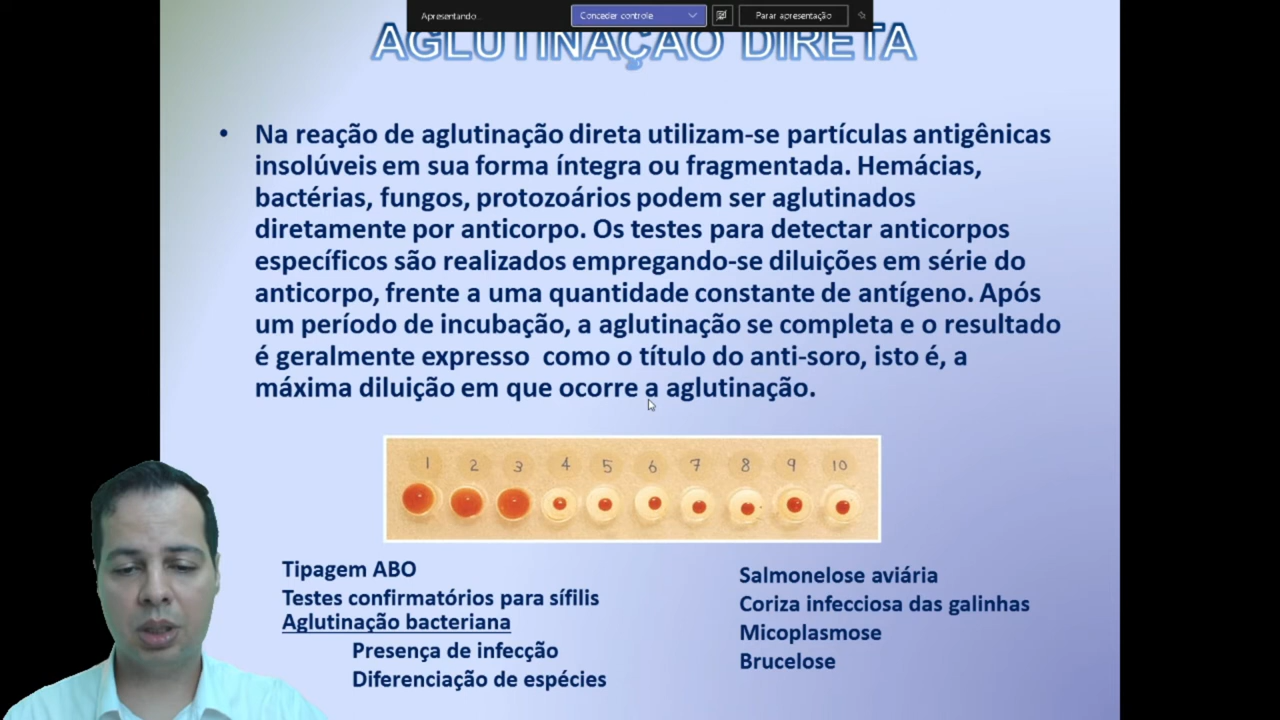 Apresentando...
Conceder controle
Parar apresentação
AGLUTINAÇÃO DIRETA
• Na reação de aglutinação direta utilizam-se partículas antigênicas
insolúveis em sua forma íntegra ou fragmentada. Hemácias,
bactérias, fungos, protozoários podem ser aglutinados
diretamente por anticorpo. Os testes para detectar anticorpos
específicos são realizados empregando-se diluições em série do
anticorpo, frente a uma quantidade constante de antígeno. Após
um período de incubação, a aglutinação se completa e o resultado
é geralmente expresso como o título do anti-soro, isto é, a
máxima diluição em que ocorre a aglutinação.
1 2 3 4 5 6 7 8 9 10
Tipagem ABO
Testes confirmatórios para sífilis
Aglutinação bacteriana
Presença de infecção
Diferenciação de espécies
Salmonelose aviária
Coriza infecciosa das galinhas
Micoplasmose
Brucelose